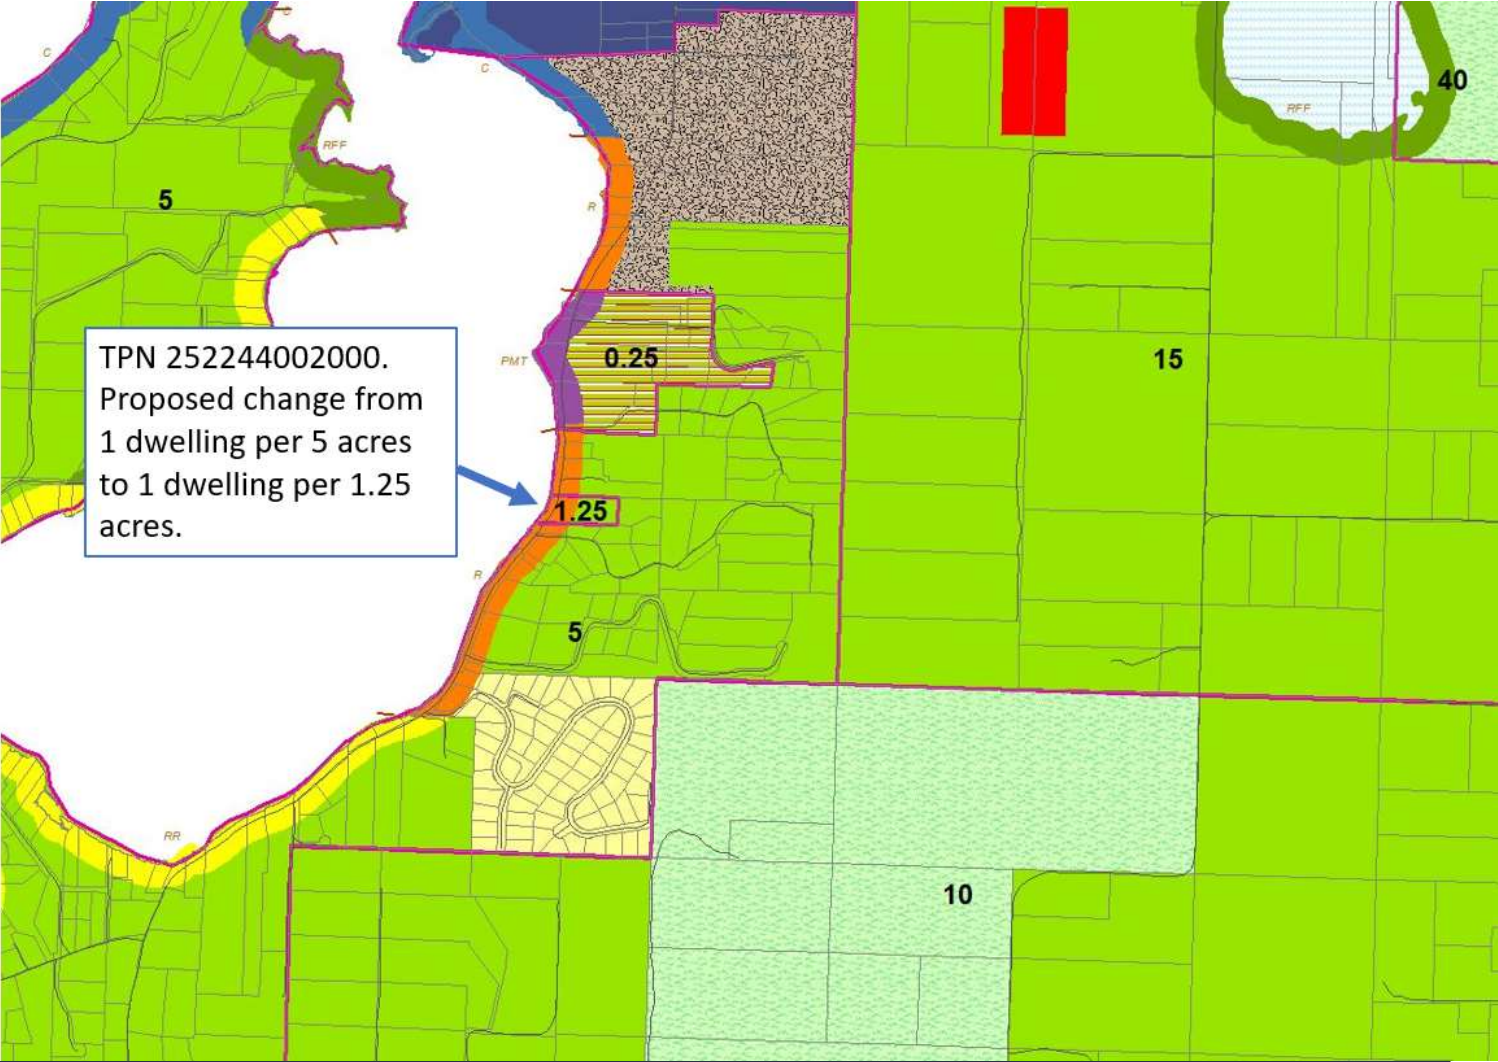 C
C
C
40
RFF
RFF
5
R
0.25
15
PMT
TPN 252244002000.
Proposed change from
1 dwelling per 5 acres
to 1 dwelling per 1.25
acres.
1.25
R
5
RR
10